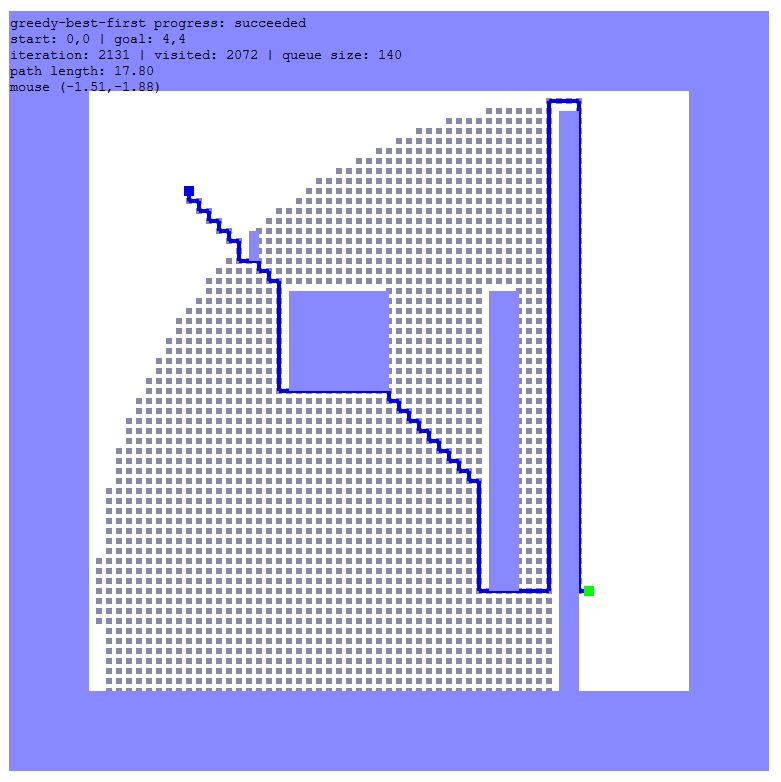 greedy-best-first progress: succeeded
start: 0,0 | goal: 4,4
iteration: 2131 | visited: 2072 | queue size: 140
path length: 17.80
mouse (-1.51,-1.88)